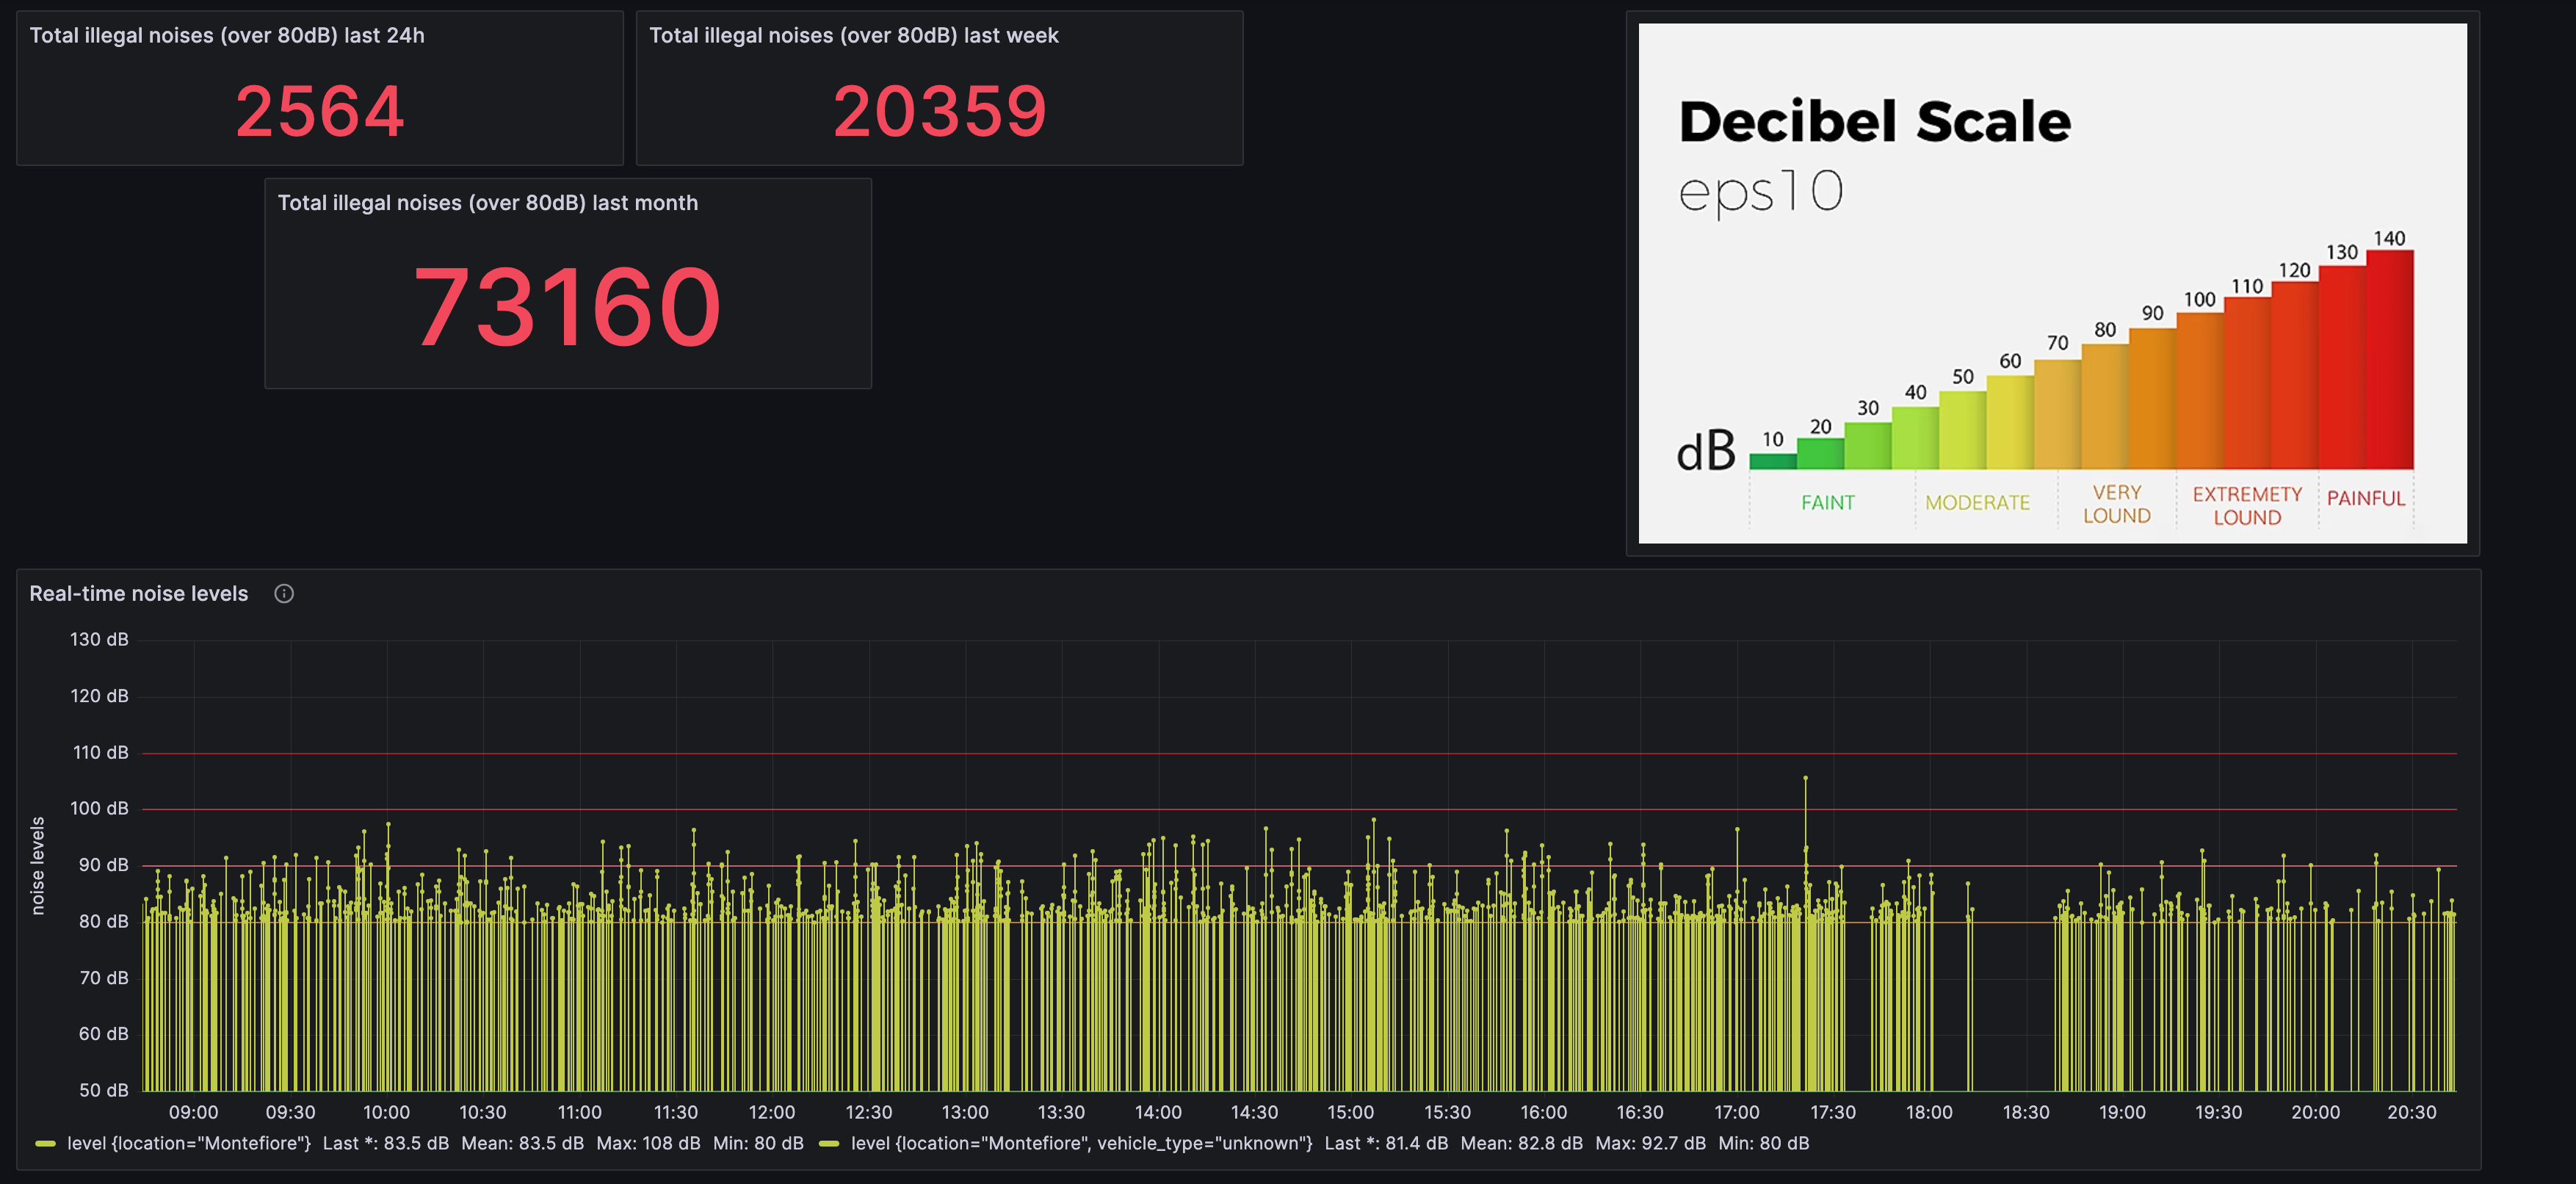 Total illegal noises (over 80dB) last 24h
2564
Total illegal noises (over 80dB) last week
20359
Total illegal noises (over 80dB) last month
73160
Decibel Scale
eps10
dB
10
20
30
40
50
60
70
80
90
100
110
120
130
140
FAINT
MODERATE
VERY
LOUND
EXTREMETY
LOUND
PAINFUL
Real-time noise levels
noise levels
130 dB
120 dB
110 dB
100 dB
90 dB
80 dB
70 dB
60 dB
50 dB
09:00 09:30 10:00 10:30 11:00 11:30 12:00 12:30 13:00 13:30 14:00 14:30 15:00 15:30 16:00 16:30 17:00 17:30 18:00 18:30 19:00 19:30 20:00 20:30
level {location="Montefiore"} Last *: 83.5 dB Mean: 83.5 dB Max: 108 dB Min: 80 dB level {location="Montefiore", vehicle_type="unknown"} Last *: 81.4 dB Mean: 82.8 dB Max: 92.7 dB Min: 80 dB